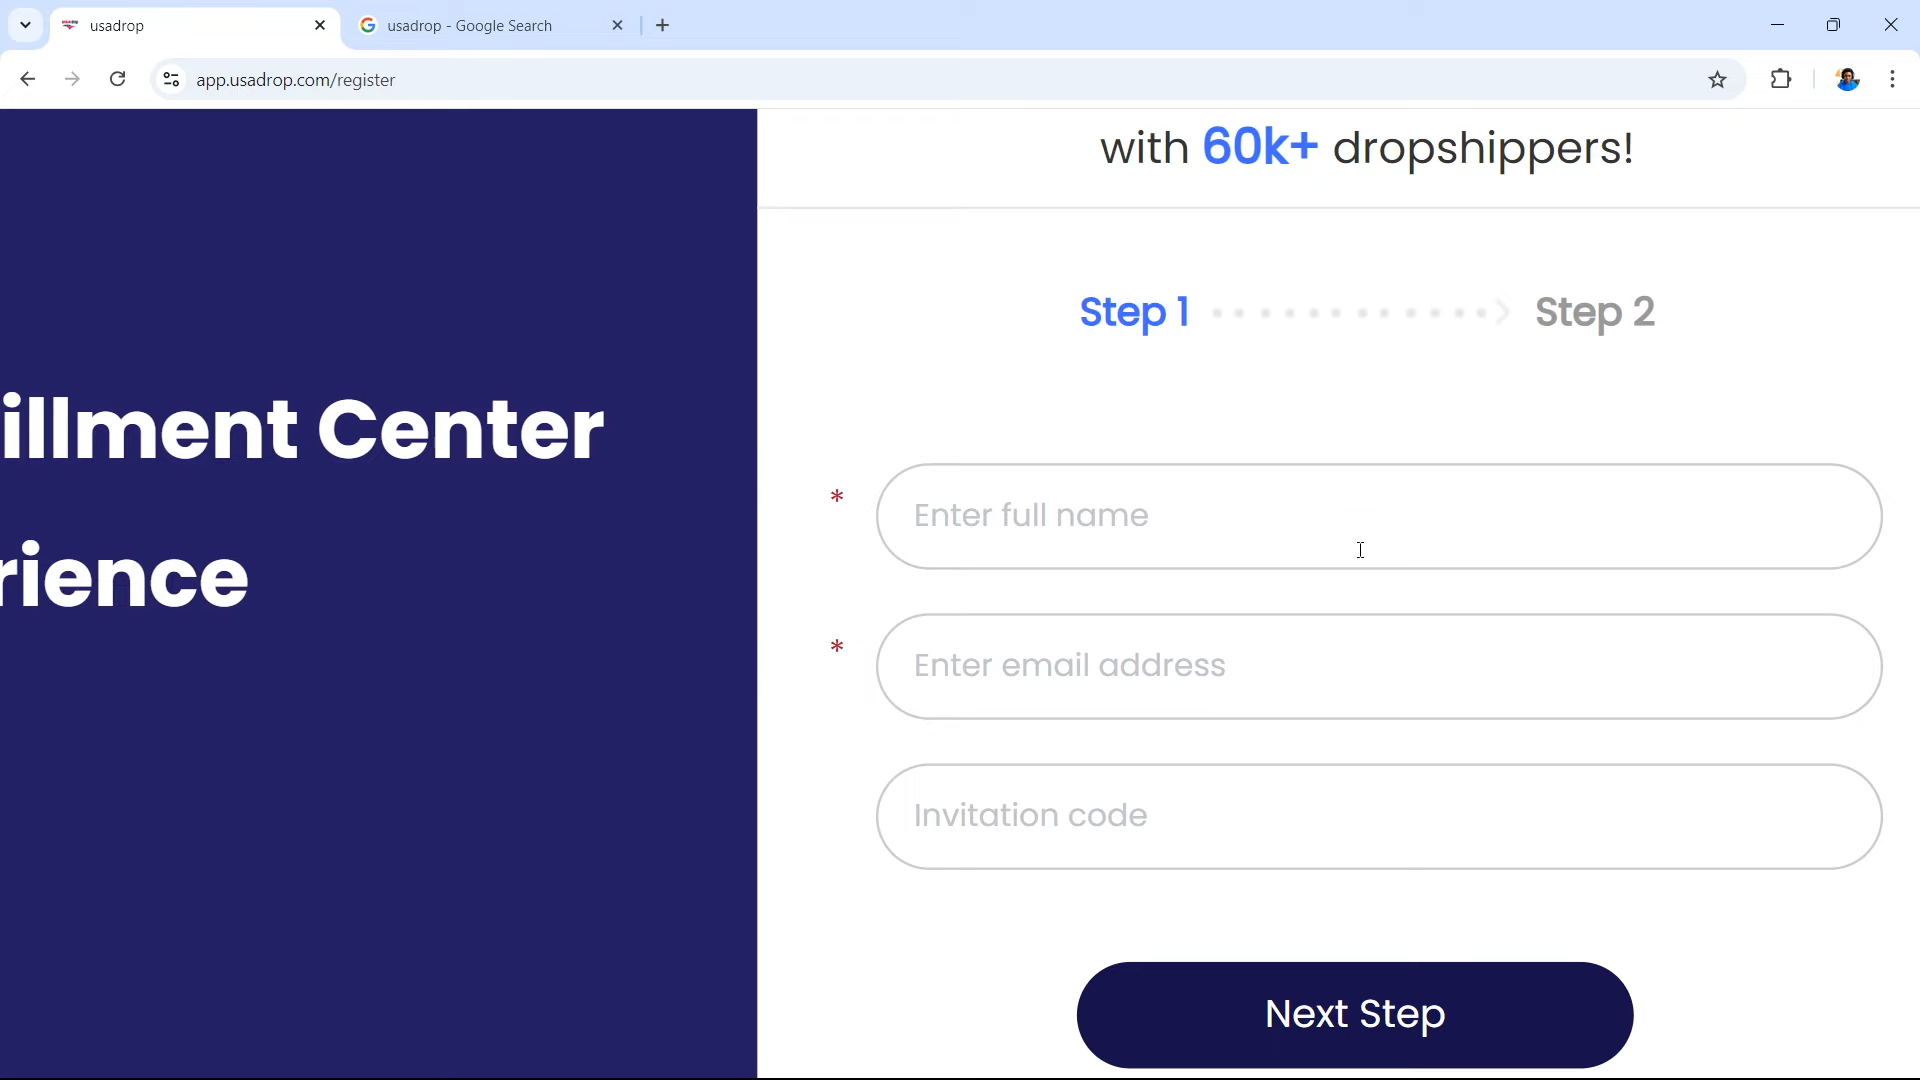 usadrop
usadrop - Google Search
app.usadrop.com/register
with 60k+ dropshippers!
Step 1
Step 2
illment Center
rience
* Enter full name
* Enter email address
Invitation code
Next Step